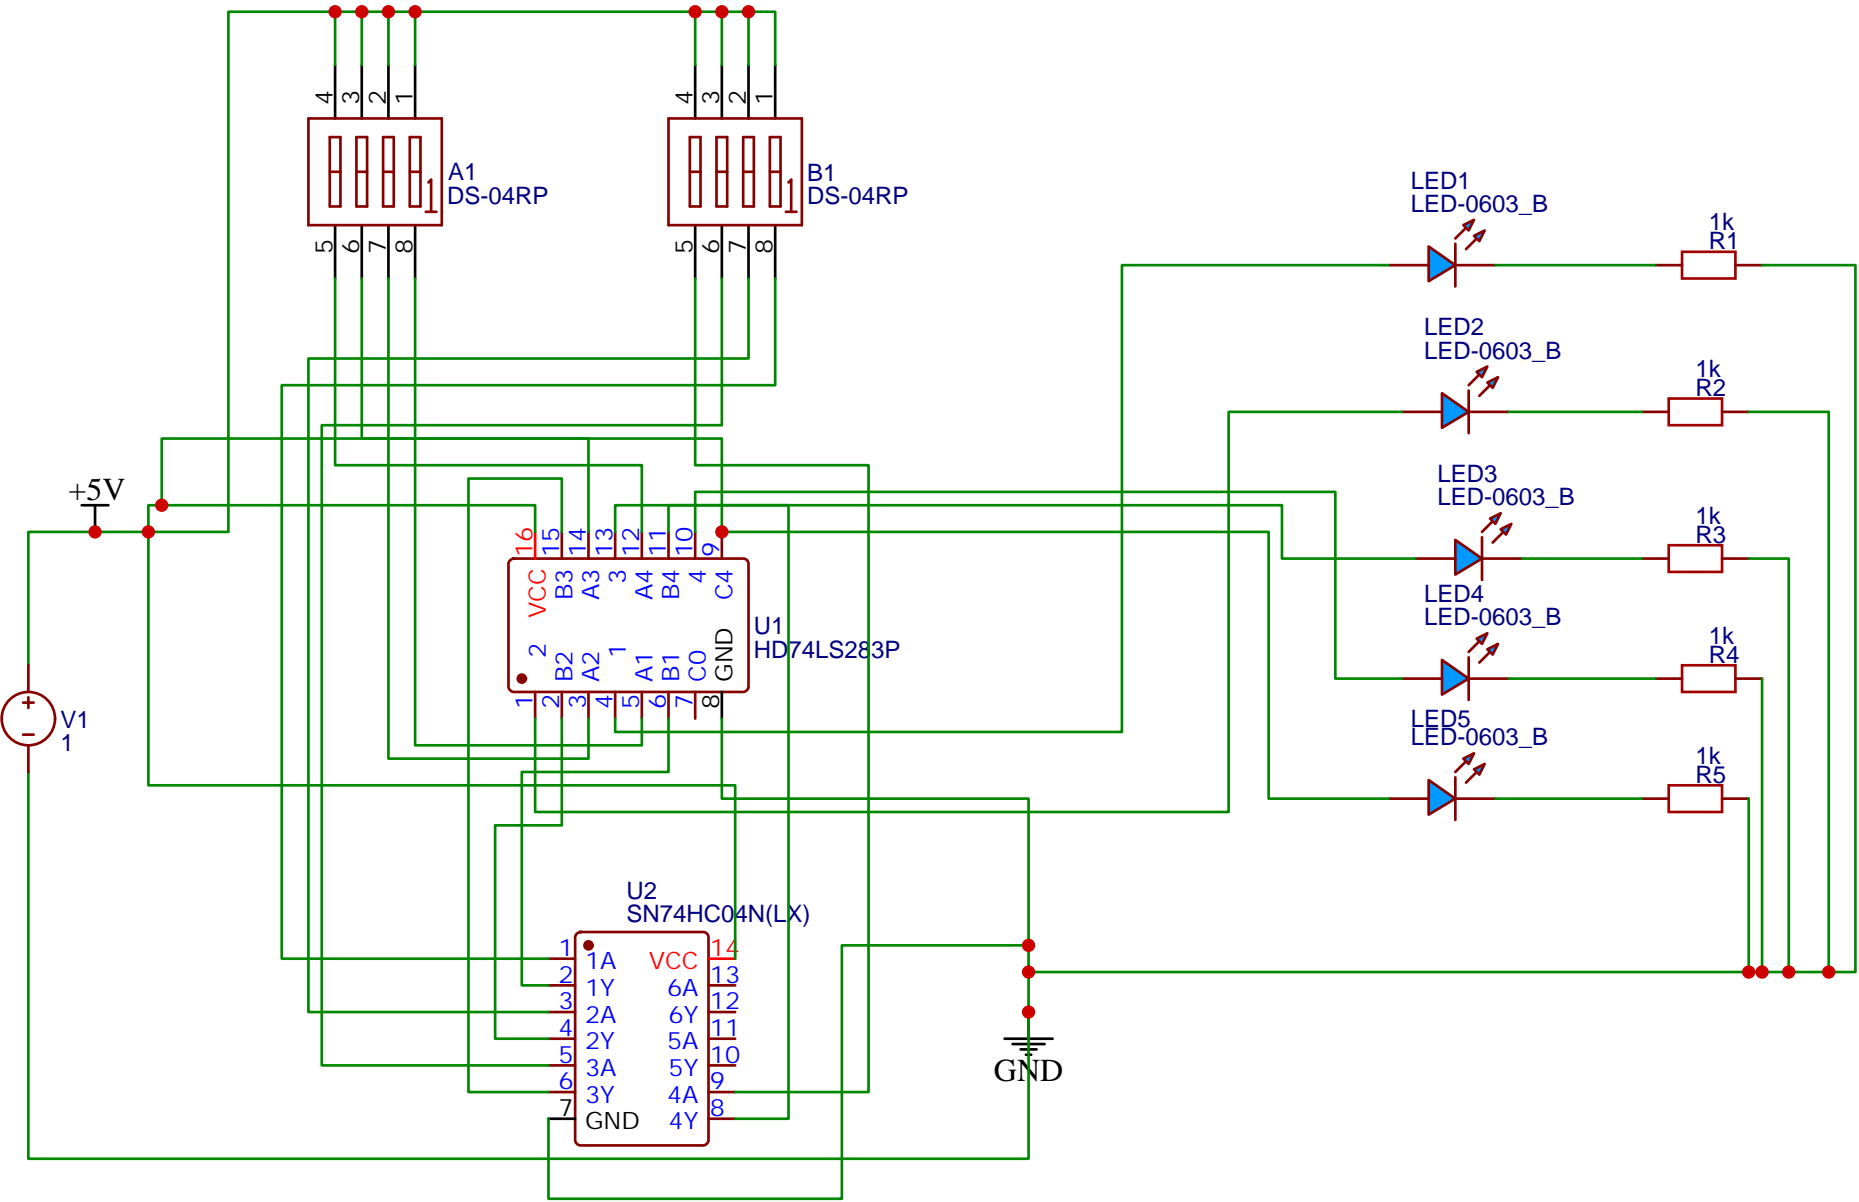 4 3 2 1
4 3 2 1
1
A1
DS-04RP
1
B1
DS-04RP
5 6 7 8
5 6 7 8
LED1
LED-0603_B
1k
R1
LED2
LED-0603_B
1k
R2
LED3
LED-0603_B
1k
R3
LED4
LED-0603_B
1k
R4
LED5
LED-0603_B
1k
R5
+5V
16 15 14 13 12 11 10 9
VCC B3 A3 3 A4 B4 4 C4
2 B2 A2 1 A1 B1 C0 GND
1 2 3 4 5 6 7 8
U1
HD74LS283P
V1
1
U2
SN74HC04N(LX)
1 1A VCC 14
2 1Y 6A 13
3 2A 6Y 12
4 2Y 5A 11
5 3A 5Y 10
6 3Y 4A 9
7 GND 4Y 8
GND